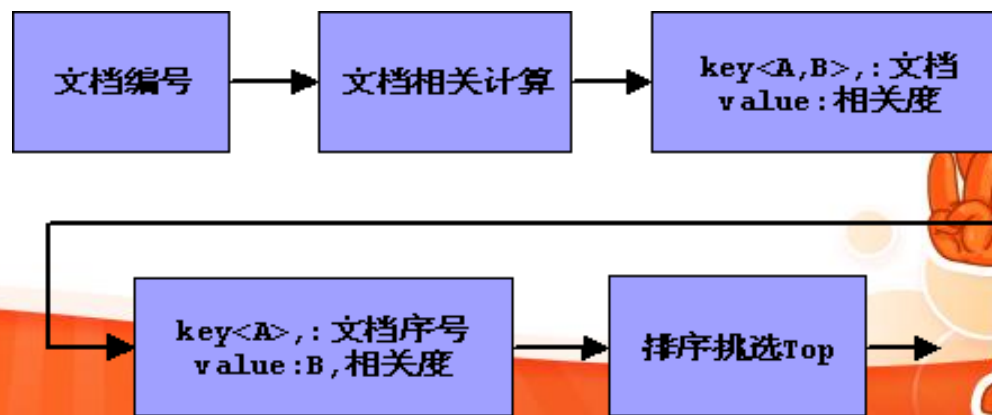 文档编号
文档相关计算
key<A,B>,:文档
value:相关度
key<A>,:文档序号
value:B,相关度
排序挑选Top